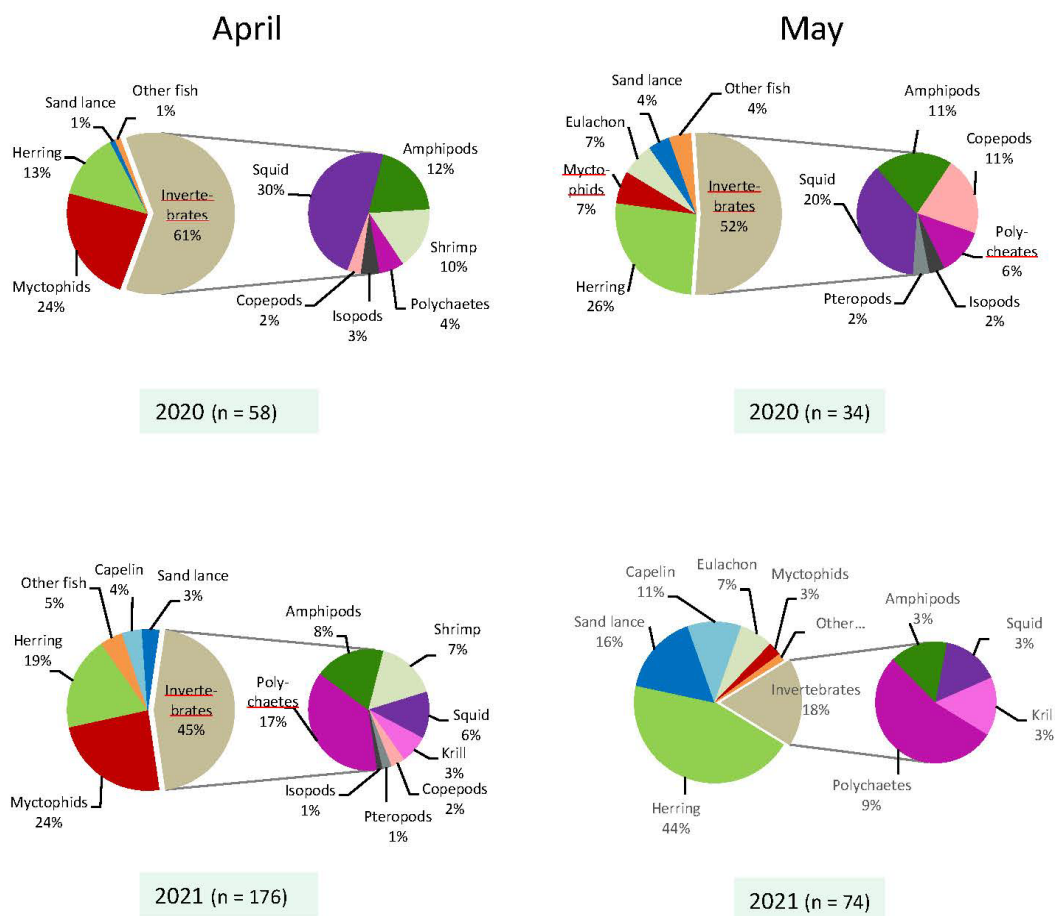 April
May
Other fish
1%
Sand lance
1%
Herring
13%
Myctophids
24%
Inverte-
brates
61%
Squid
30%
Amphipods
12%
Shrimp
10%
Polychaetes
4%
Isopods
3%
Copepods
2%
2020 (n = 58)
Sand lance
4%
Other fish
4%
Eulachon
7%
Mycto-
phids
7%
Herring
26%
Inverte-
brates
52%
Amphipods
11%
Copepods
11%
Squid
20%
Poly-
cheates
6%
Pteropods
2%
Isopods
2%
2020 (n = 34)
Capelin
4%
Sand lance
3%
Other fish
5%
Herring
19%
Myctophids
24%
Inverte-
brates
45%
Amphipods
8%
Shrimp
7%
Poly-
chaetes
17%
Squid
6%
Krill
3%
Copepods
2%
Isopods
1%
Pteropods
1%
2021 (n = 176)
Eulachon
7%
Capelin
11%
Myctophids
3%
Sand lance
16%
Other...
Invertebrates
18%
Herring
44%
Amphipods
3%
Squid
3%
Kril
3%
Polychaetes
9%
2021 (n = 74)